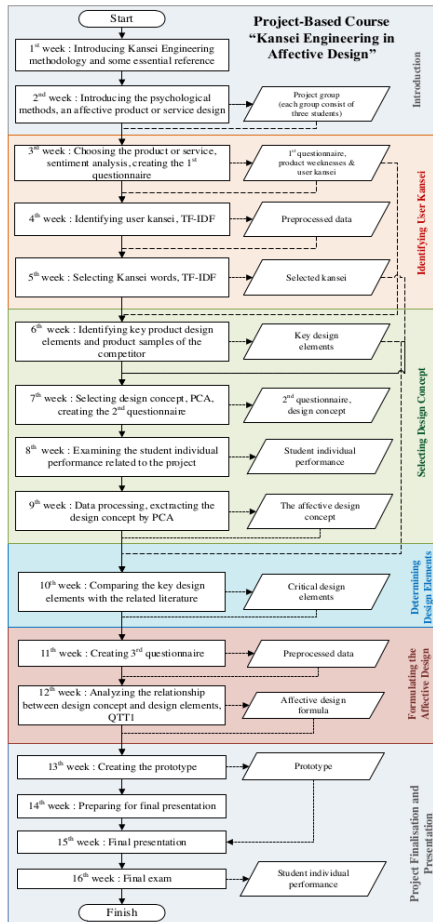 Start
Project-Based Course
“Kansei Engineering in
Affective Design”
1st week : Introducing Kansei Engineering
methodology and some essential reference
2nd week : Introducing the psychological
methods, an affective product or service design
Project group
(each group consist of
three students)
Introduction
3rd week : Choosing the product or service,
sentiment analysis, creating the 1st
questionnaire
1st questionnaire,
product weeknesses &
user kansei
4th week : Identifying user kansei, TF-IDF
Preprocessed data
5th week : Selecting Kansei words, TF-IDF
Selected kansei
Identifying User Kansei
6th week : Identifying key product design
elements and product samples of the
competitor
Key design
elements
7th week : Selecting design concept, PCA,
creating the 2nd questionnaire
2nd questionnaire,
design concept
8th week : Examining the student individual
performance related to the project
Student individual
performance
9th week : Data processing, exctracting the
design concept by PCA
The affective design
concept
Selecting Design Concept
10th week : Comparing the key design
elements with the related literature
Critical design
elements
Determining
Design Elements
11th week : Creating 3rd questionnaire
Preprocessed data
12th week : Analyzing the relationship
between design concept and design elements,
QTT1
Affective design
formula
Formulating the
Affective Design
13th week : Creating the prototype
Prototype
14th week : Preparing for final presentation
15th week : Final presentation
16th week : Final exam
Student individual
performance
Project Finalisation and
Presentation
Finish